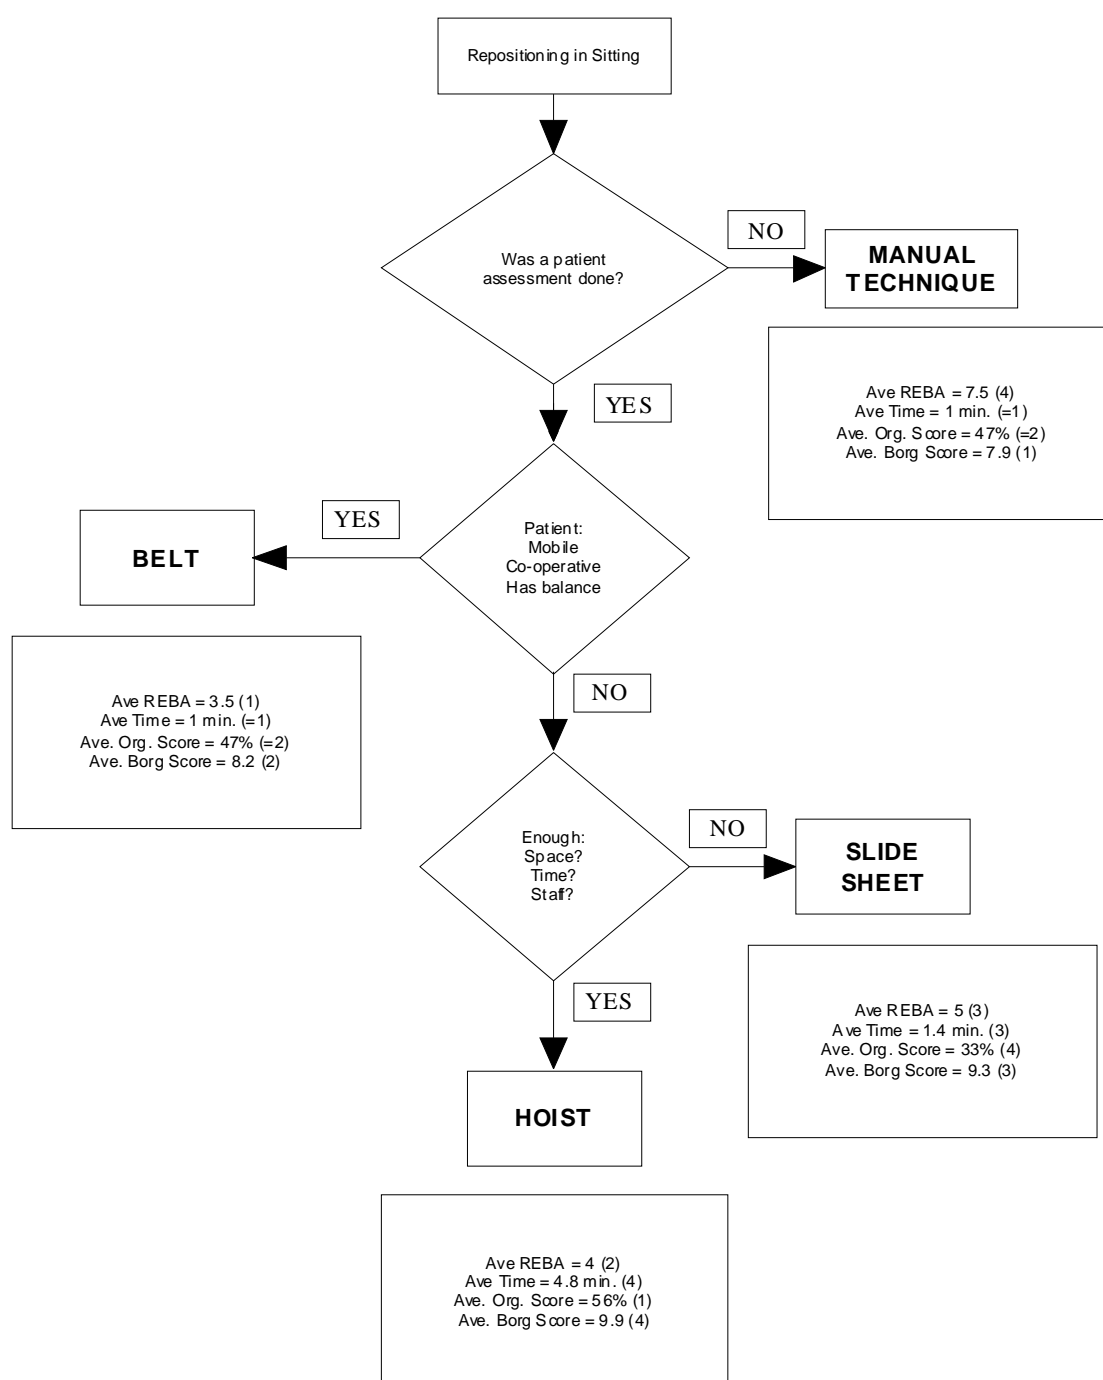 Repositioning in Sitting
Was a patient
assessment done?
NO
MANUAL
TECHNIQUE
Ave REBA = 7.5 (4)
Ave Time = 1 min. (=1)
Ave. Org. Score = 47% (=2)
Ave. Borg Score = 7.9 (1)
YES
Patient:
Mobile
Co-operative
Has balance
YES
BELT
Ave REBA = 3.5 (1)
Ave Time = 1 min. (=1)
Ave. Org. Score = 47% (=2)
Ave. Borg Score = 8.2 (2)
NO
Enough:
Space?
Time?
Staff?
NO
SLIDE
SHEET
Ave REBA = 5 (3)
Ave Time = 1.4 min. (3)
Ave. Org. Score = 33% (4)
Ave. Borg Score = 9.3 (3)
YES
HOIST
Ave REBA = 4 (2)
Ave Time = 4.8 min. (4)
Ave. Org. Score = 56% (1)
Ave. Borg Score = 9.9 (4)